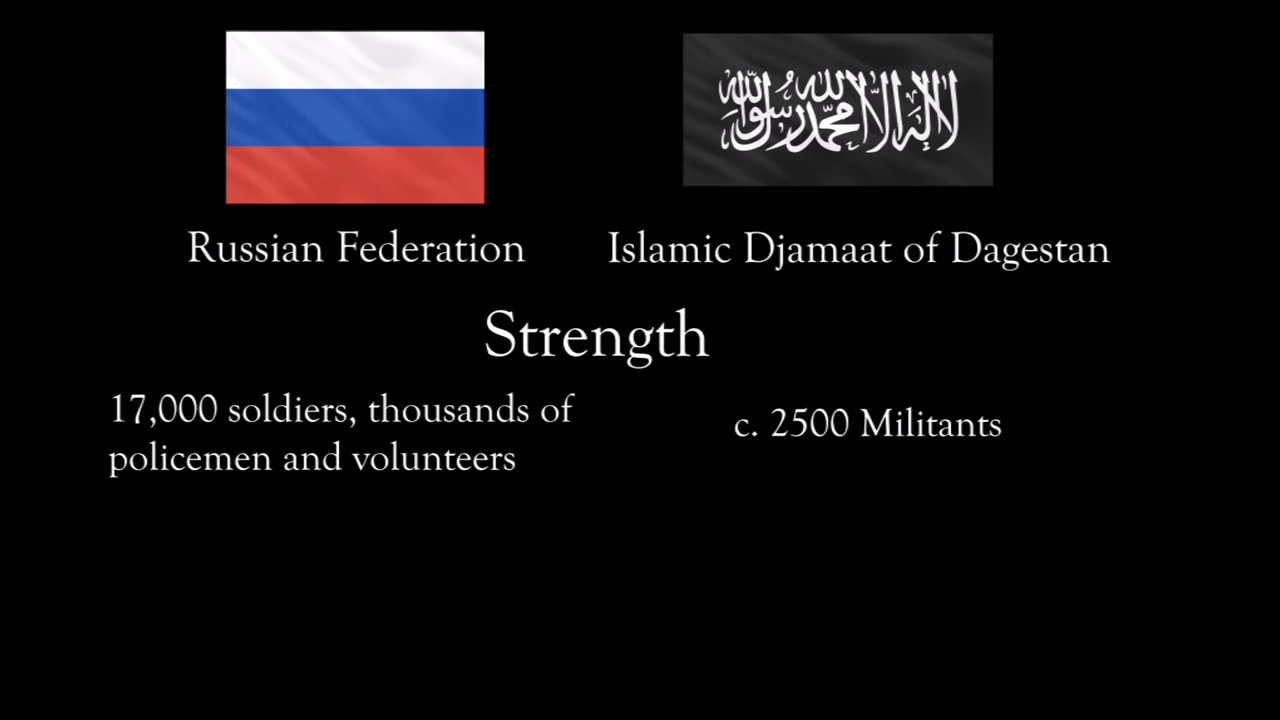 لا إله إلا الله محمد رسول الله
Russian Federation
Islamic Djamaat of Dagestan
Strength
17,000 soldiers, thousands of
policemen and volunteers
c. 2500 Militants